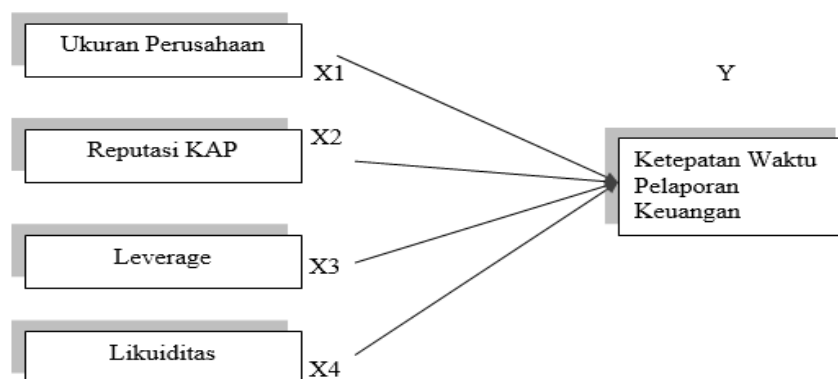 Ukuran Perusahaan
X1
Y
Reputasi KAP
X2
Ketepatan Waktu
Pelaporan
Keuangan
Leverage
X3
Likuiditas
X4